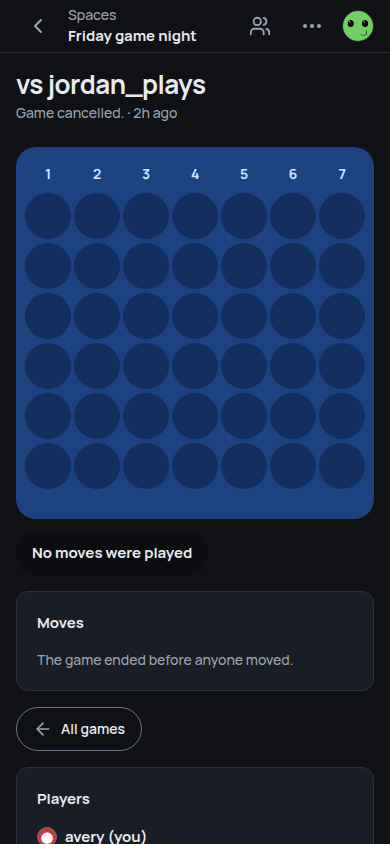 Spaces
Friday game night
vs jordan_plays
Game cancelled. · 2h ago
1 2 3 4 5 6 7
No moves were played
Moves
The game ended before anyone moved.
All games
Players
avery (you)